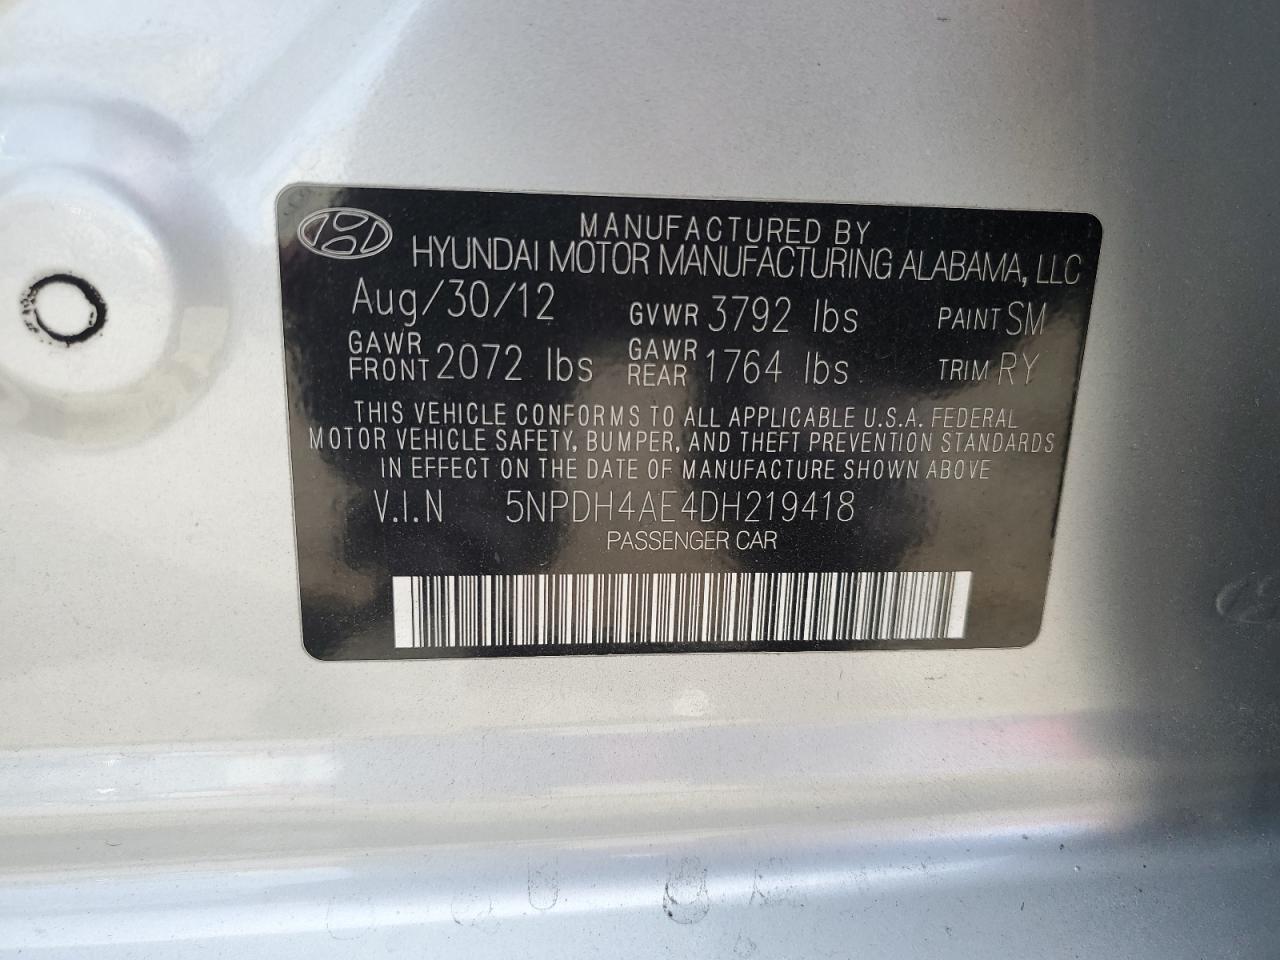 MANUFACTURED BY
HYUNDAI MOTOR MANUFACTURING ALABAMA, LLC
Aug/30/12 GVWR 3792 lbs PAINT SM
GAWR FRONT 2072 lbs GAWR REAR 1764 lbs TRIM RY
THIS VEHICLE CONFORMS TO ALL APPLICABLE U.S.A. FEDERAL
MOTOR VEHICLE SAFETY, BUMPER, AND THEFT PREVENTION STANDARDS
IN EFFECT ON THE DATE OF MANUFACTURE SHOWN ABOVE
V.I.N 5NPDH4AE4DH219418
PASSENGER CAR